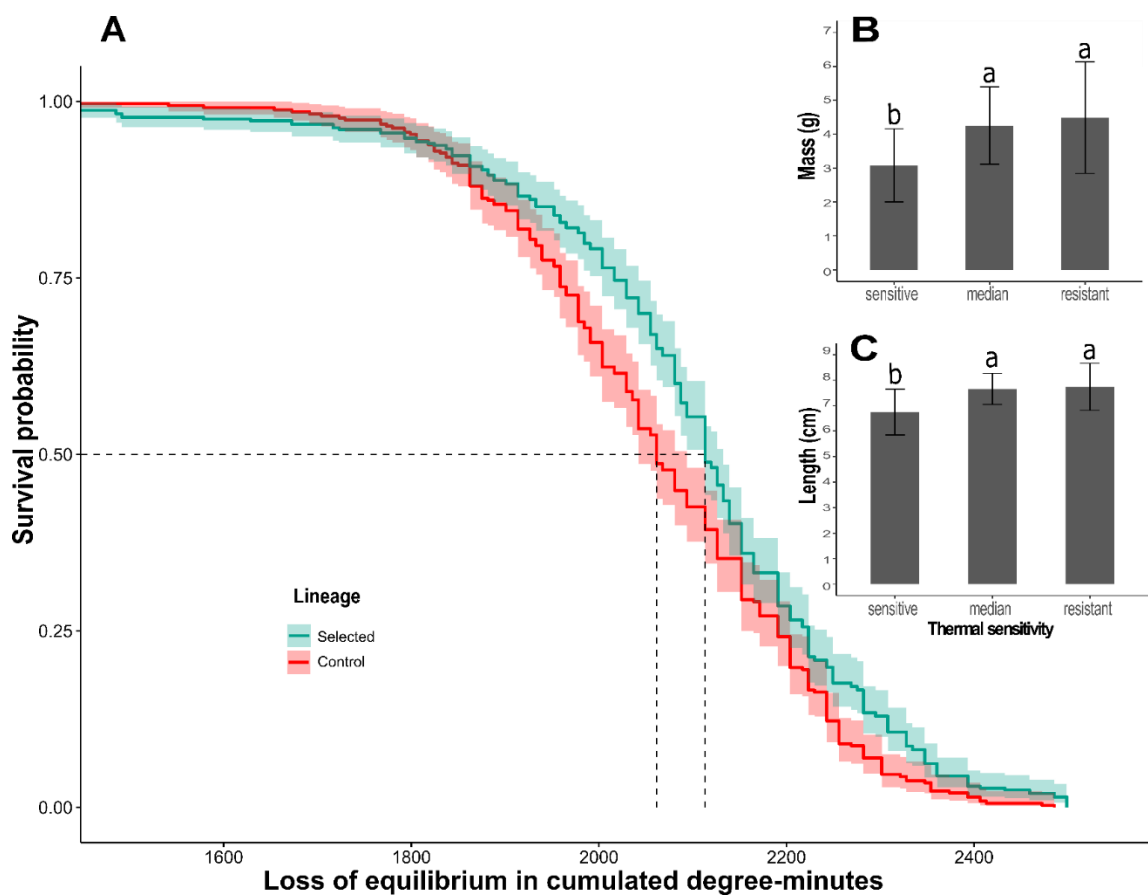 A
1.00
0.75
0.50
0.25
0.00
Survival probability
Lineage
Selected
Control
1600
1800
2000
2200
2400
Loss of equilibrium in cumulated degree-minutes
B
7
6
5
4
3
2
1
0
Mass (g)
b
a
a
sensitive
median
resistant
C
9
8
7
6
5
4
3
2
1
0
Length (cm)
b
a
a
sensitive
median
resistant
Thermal sensitivity